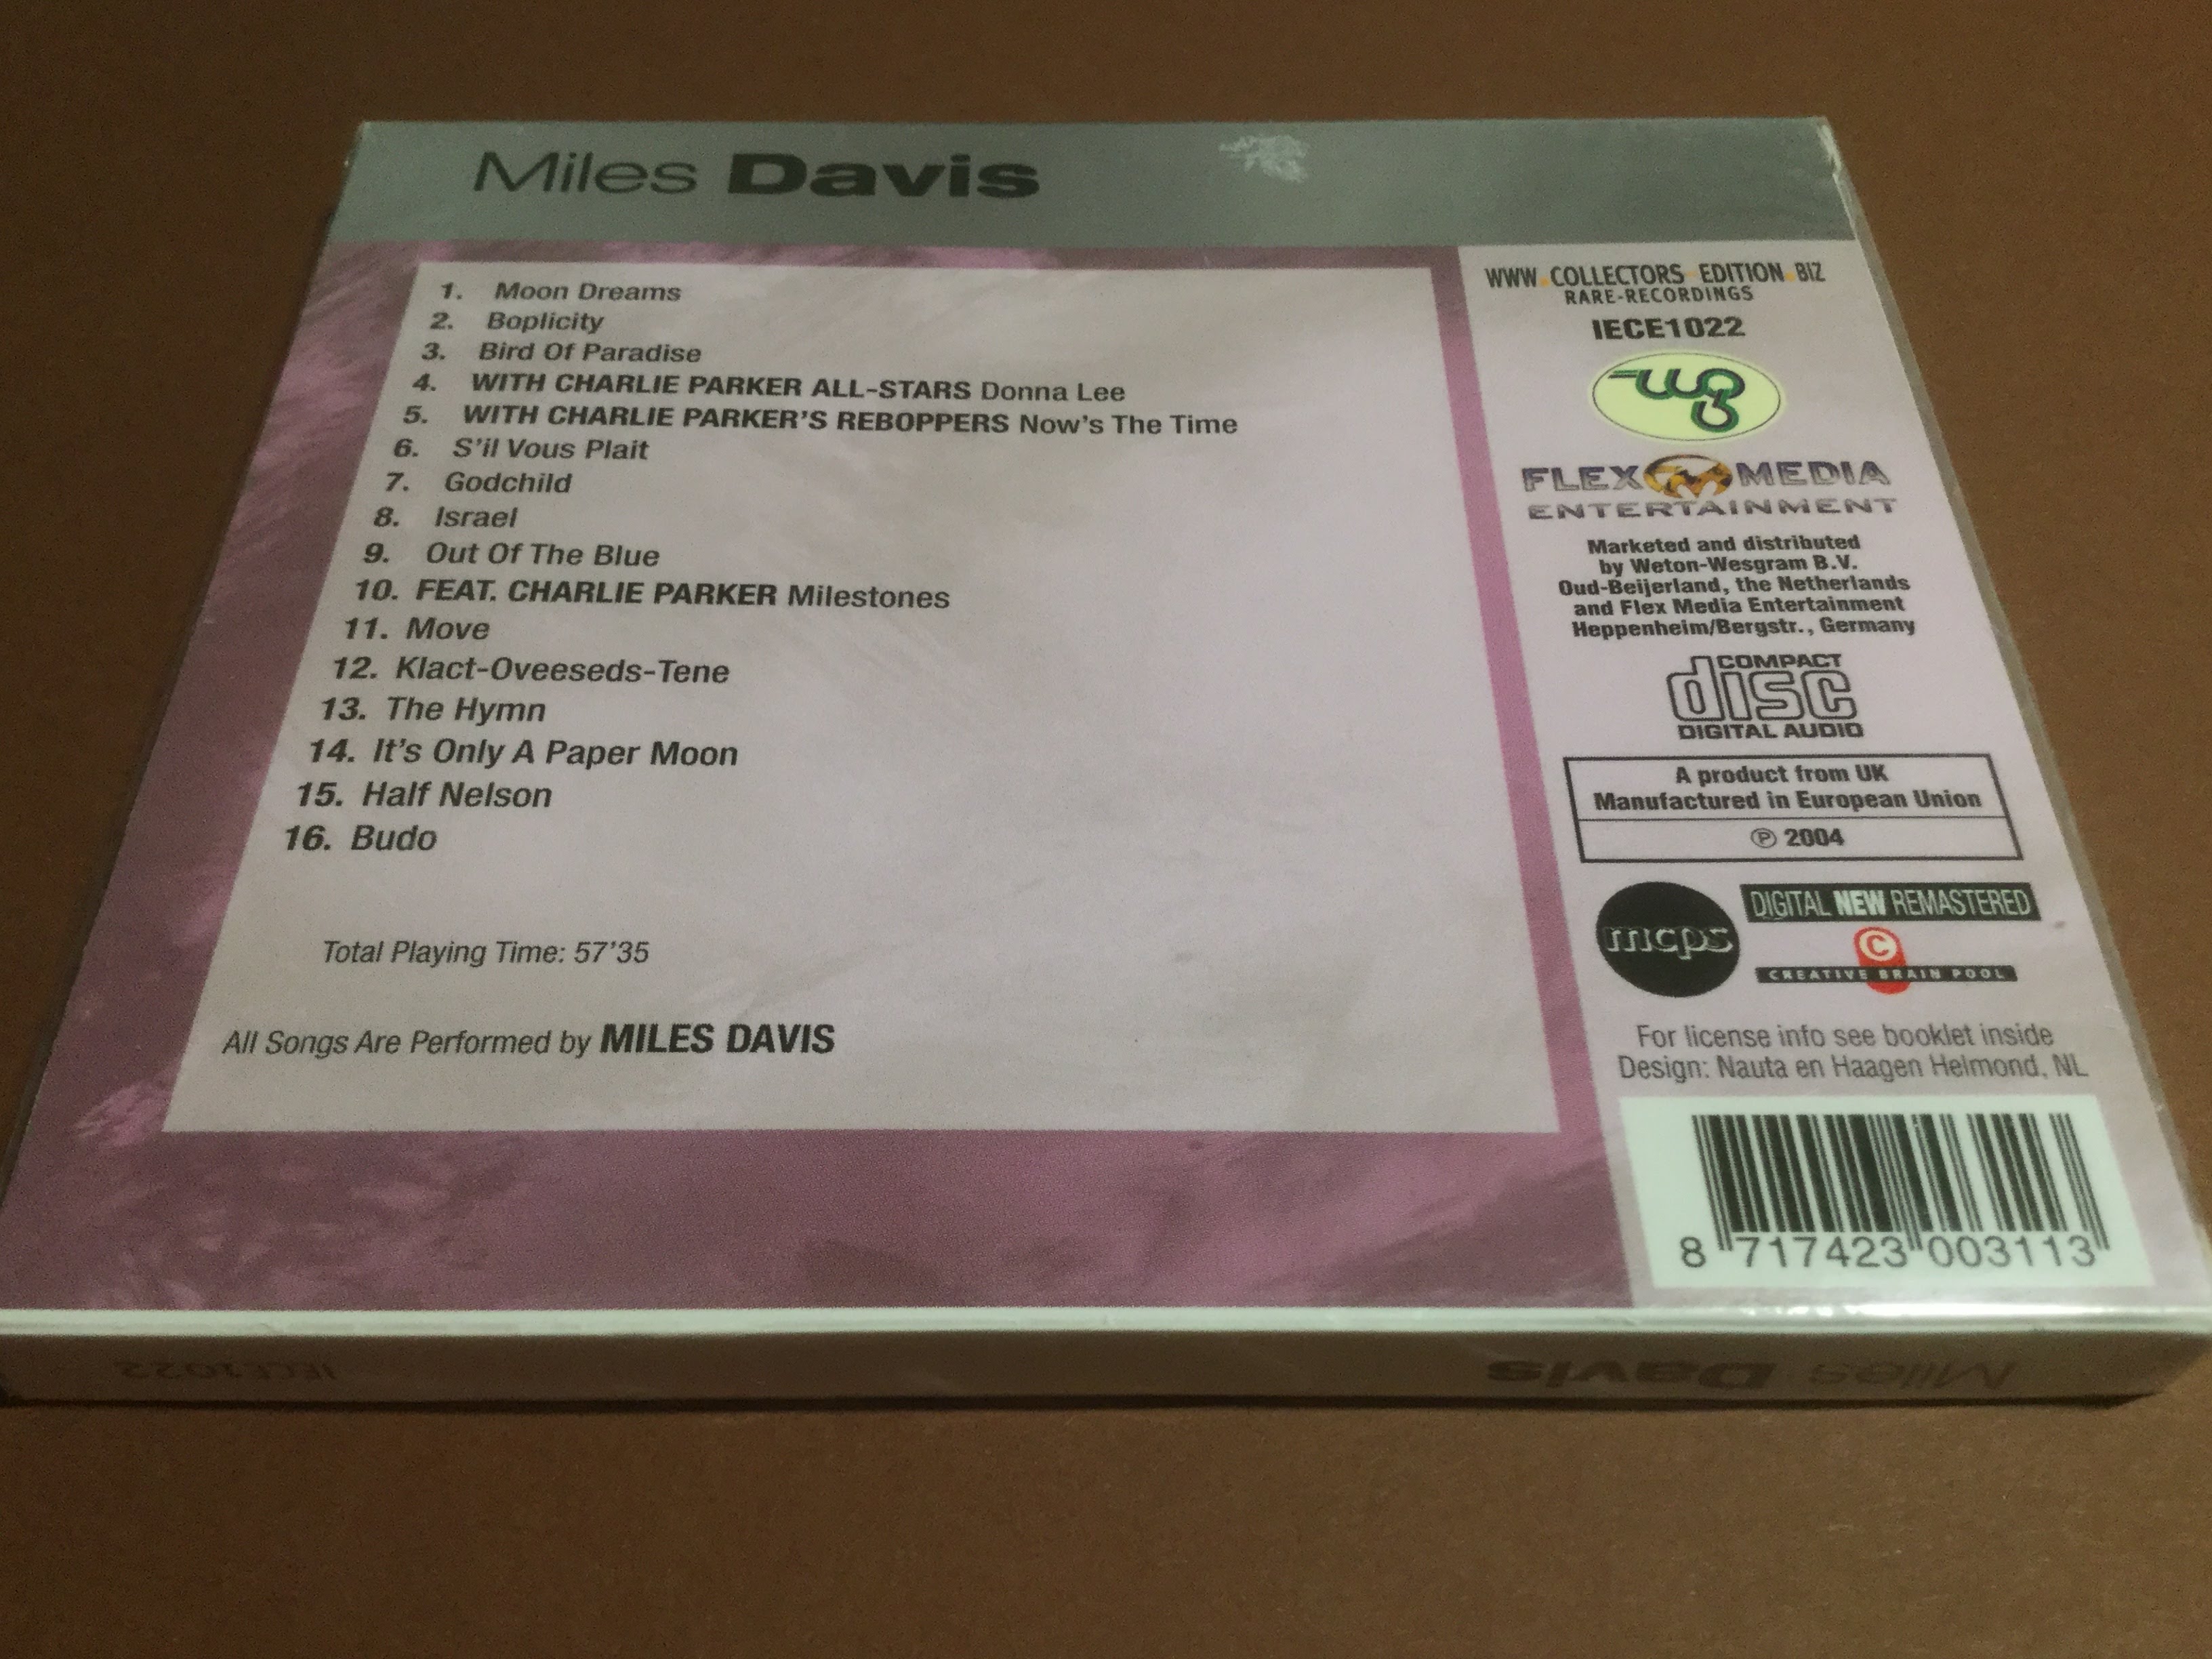 Miles Davis
1. Moon Dreams
2. Boplicity
3. Bird Of Paradise
4. WITH CHARLIE PARKER ALL-STARS Donna Lee
5. WITH CHARLIE PARKER'S REBOPPERS Now's The Time
6. S'il Vous Plait
7. Godchild
8. Israel
9. Out Of The Blue
10. FEAT. CHARLIE PARKER Milestones
11. Move
12. Klact-Oveeseds-Tene
13. The Hymn
14. It's Only A Paper Moon
15. Half Nelson
16. Budo
Total Playing Time: 57'35
All Songs Are Performed by MILES DAVIS
WWW.COLLECTORS EDITION.BIZ
RARE-RECORDINGS
IECE1022
FLEX MEDIA
ENTERTAINMENT
Marketed and distributed
by Weton-Wesgram B.V.
Oud-Beijerland, the Netherlands
and Flex Media Entertainment
Heppenheim/Bergstr., Germany
COMPACT
disc
DIGITAL AUDIO
A product from UK
Manufactured in European Union
Ⓟ 2004
mcps
DIGITAL NEW REMASTERED
C
CREATIVE BRAIN POOL
For license info see booklet inside
Design: Nauta en Haagen Helmond, NL
8 717423 003113
Miles Davis
IECE1022